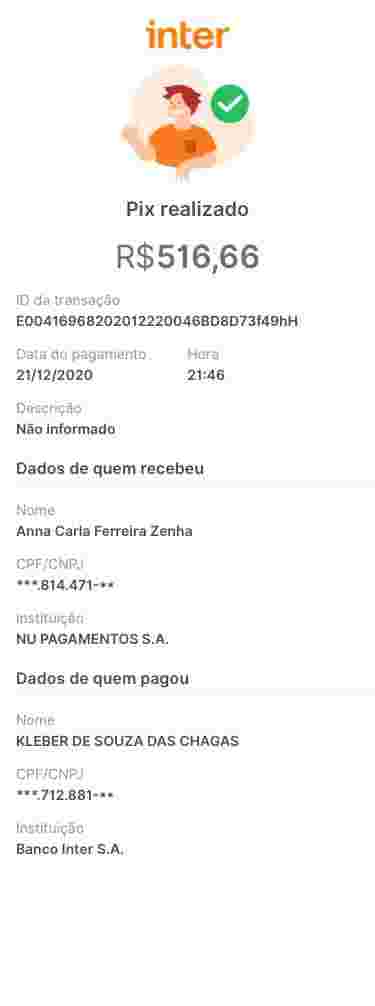 inter
Pix realizado
R$516,66
ID da transação
E00416968202012220046BD8D73f49hH
Data do pagamento Hora
21/12/2020 21:46
Descrição
Não informado
Dados de quem recebeu
Nome
Anna Carla Ferreira Zenha
CPF/CNPJ
***.814.471-**
Instituição
NU PAGAMENTOS S.A.
Dados de quem pagou
Nome
KLEBER DE SOUZA DAS CHAGAS
CPF/CNPJ
***.712.881-**
Instituição
Banco Inter S.A.